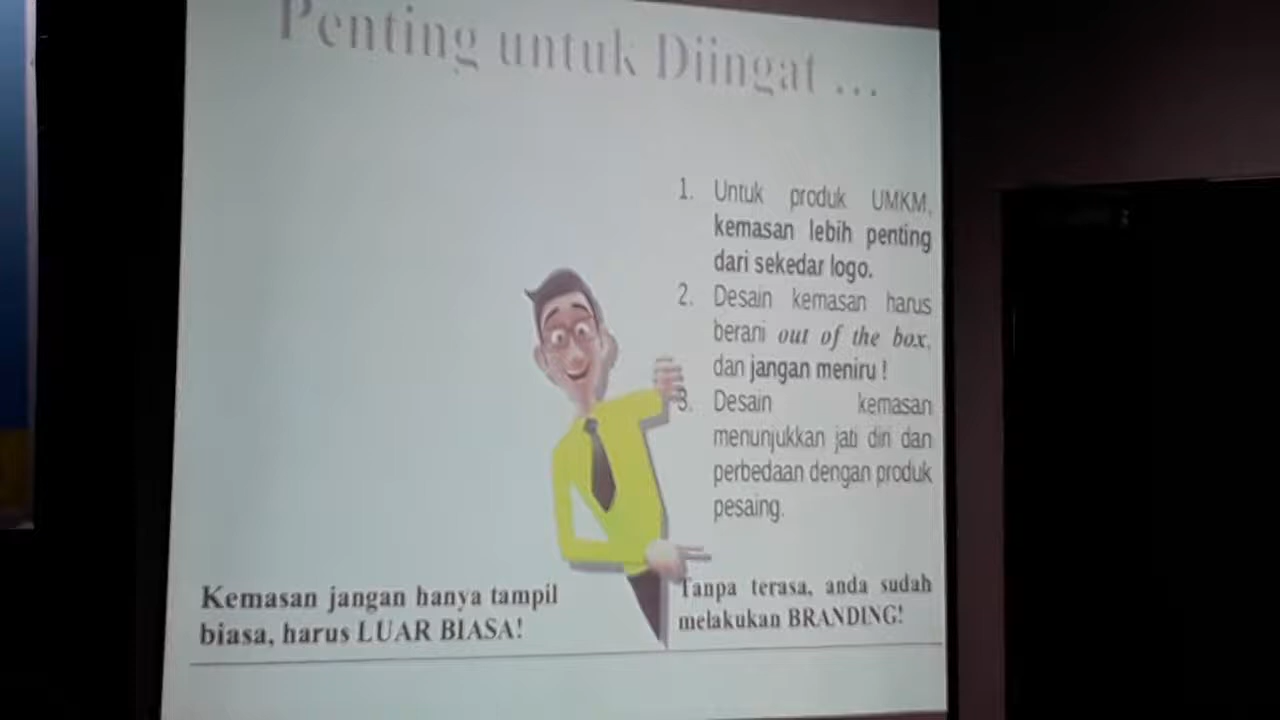 Penting untuk Diingat ...
1. Untuk produk UMKM,
kemasan lebih penting
dari sekedar logo.
2. Desain kemasan harus
berani out of the box,
dan jangan meniru !
3. Desain kemasan
menunjukkan jati diri dan
perbedaan dengan produk
pesaing.
Kemasan jangan hanya tampil
biasa, harus LUAR BIASA!
Tanpa terasa, anda sudah
melakukan BRANDING!